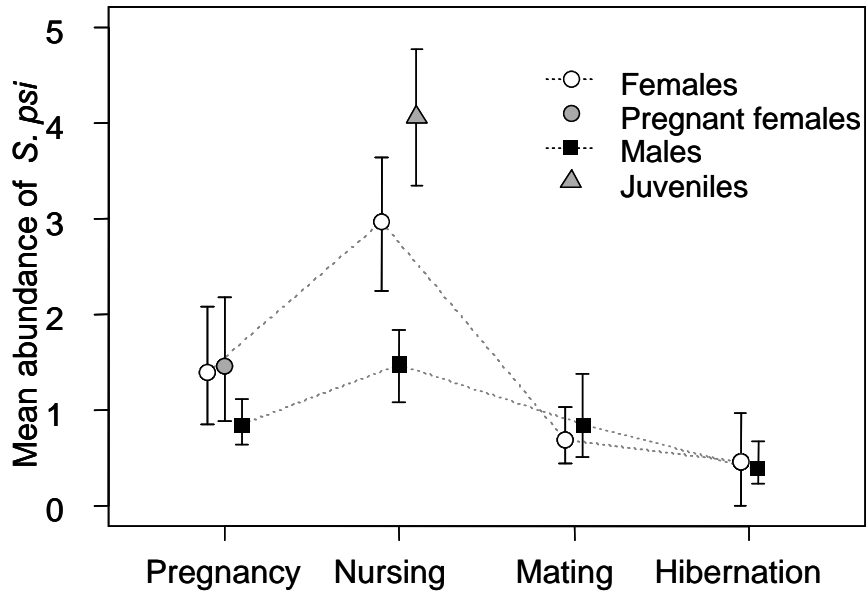 Mean abundance of S. psi
5
4
3
2
1
0
Females
Pregnant females
Males
Juveniles
Pregnancy Nursing Mating Hibernation